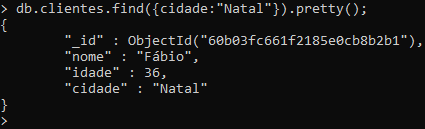 > db.clientes.find({cidade:"Natal"}).pretty();
{
        "_id" : ObjectId("60b03fc661f2185e0cb8b2b1"),
        "nome" : "Fábio",
        "idade" : 36,
        "cidade" : "Natal"
}
>